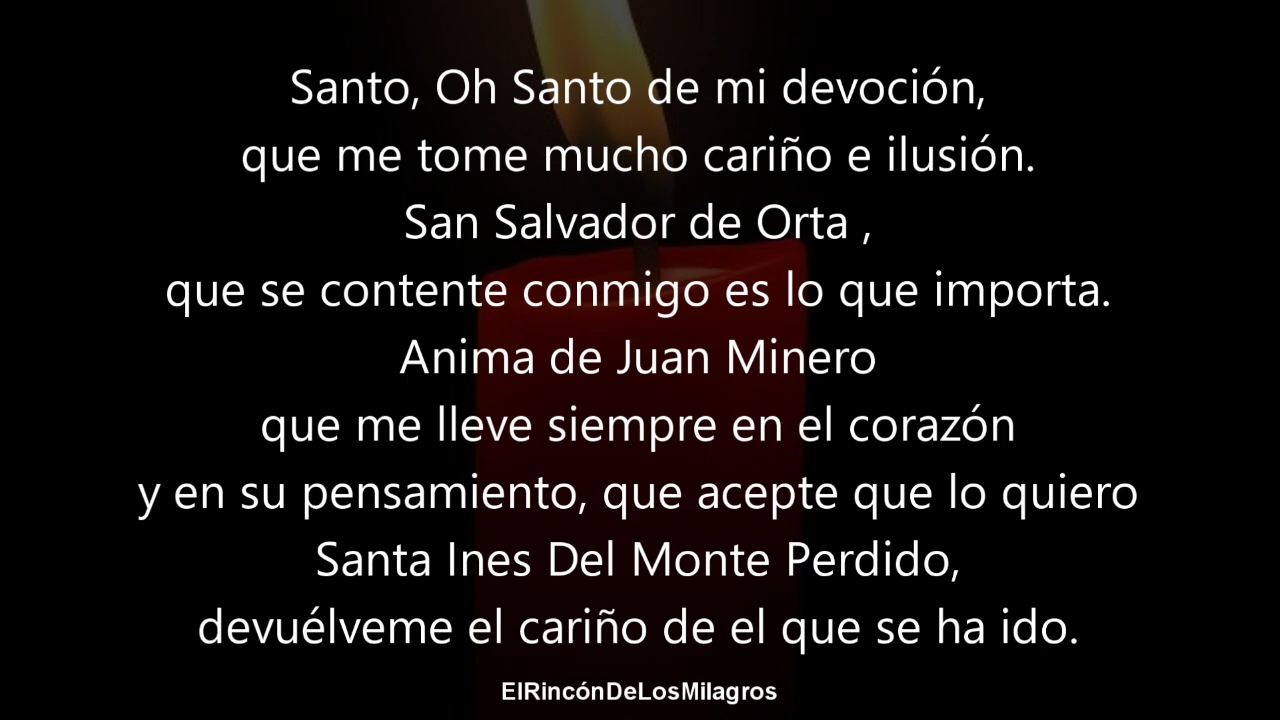 Santo, Oh Santo de mi devoción,
que me tome mucho cariño e ilusión.
San Salvador de Orta ,
que se contente conmigo es lo que importa.
Anima de Juan Minero
que me lleve siempre en el corazón
y en su pensamiento, que acepte que lo quiero
Santa Ines Del Monte Perdido,
devuélveme el cariño de el que se ha ido.
ElRincónDeLosMilagros